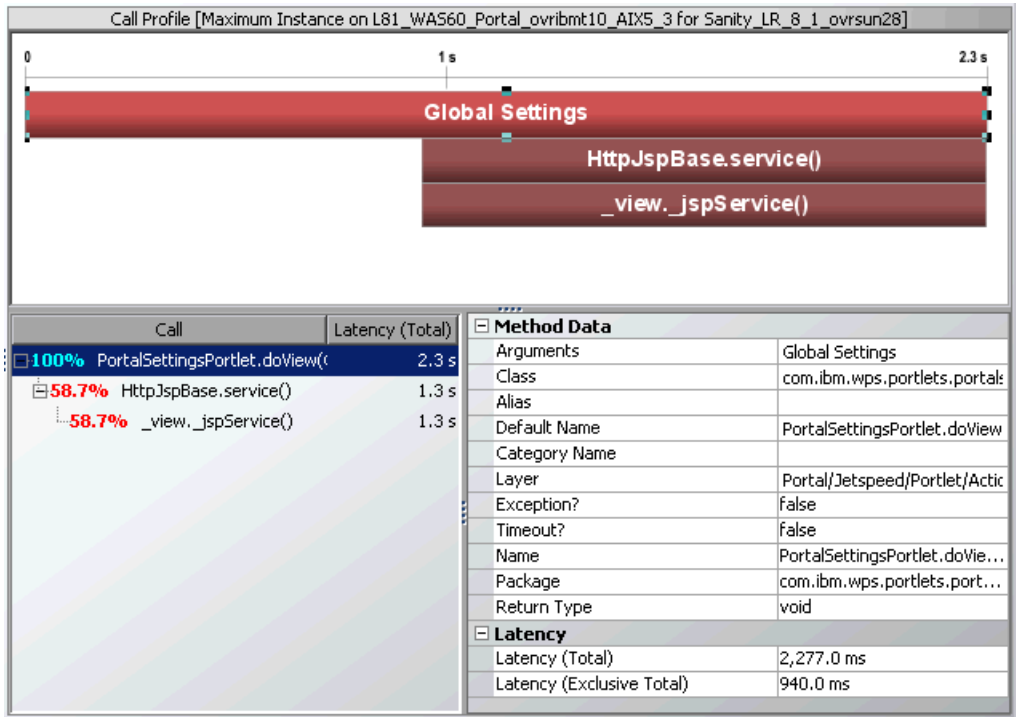 Call Profile [Maximum Instance on L81_WAS60_Portal_ovribmt10_AIX5_3 for Sanity_LR_8_1_ovrsun28]
0 1 s 2.3 s
Global Settings
HttpJspBase.service()
_view._jspService()
Call Latency (Total)
100% PortalSettingsPortlet.doView( 2.3 s
58.7% HttpJspBase.service() 1.3 s
58.7% _view._jspService() 1.3 s
Method Data
Arguments Global Settings
Class com.ibm.wps.portlets.portals
Alias
Default Name PortalSettingsPortlet.doView
Category Name
Layer Portal/Jetspeed/Portlet/Actic
Exception? false
Timeout? false
Name PortalSettingsPortlet.doVie...
Package com.ibm.wps.portlets.port...
Return Type void
Latency
Latency (Total) 2,277.0 ms
Latency (Exclusive Total) 940.0 ms